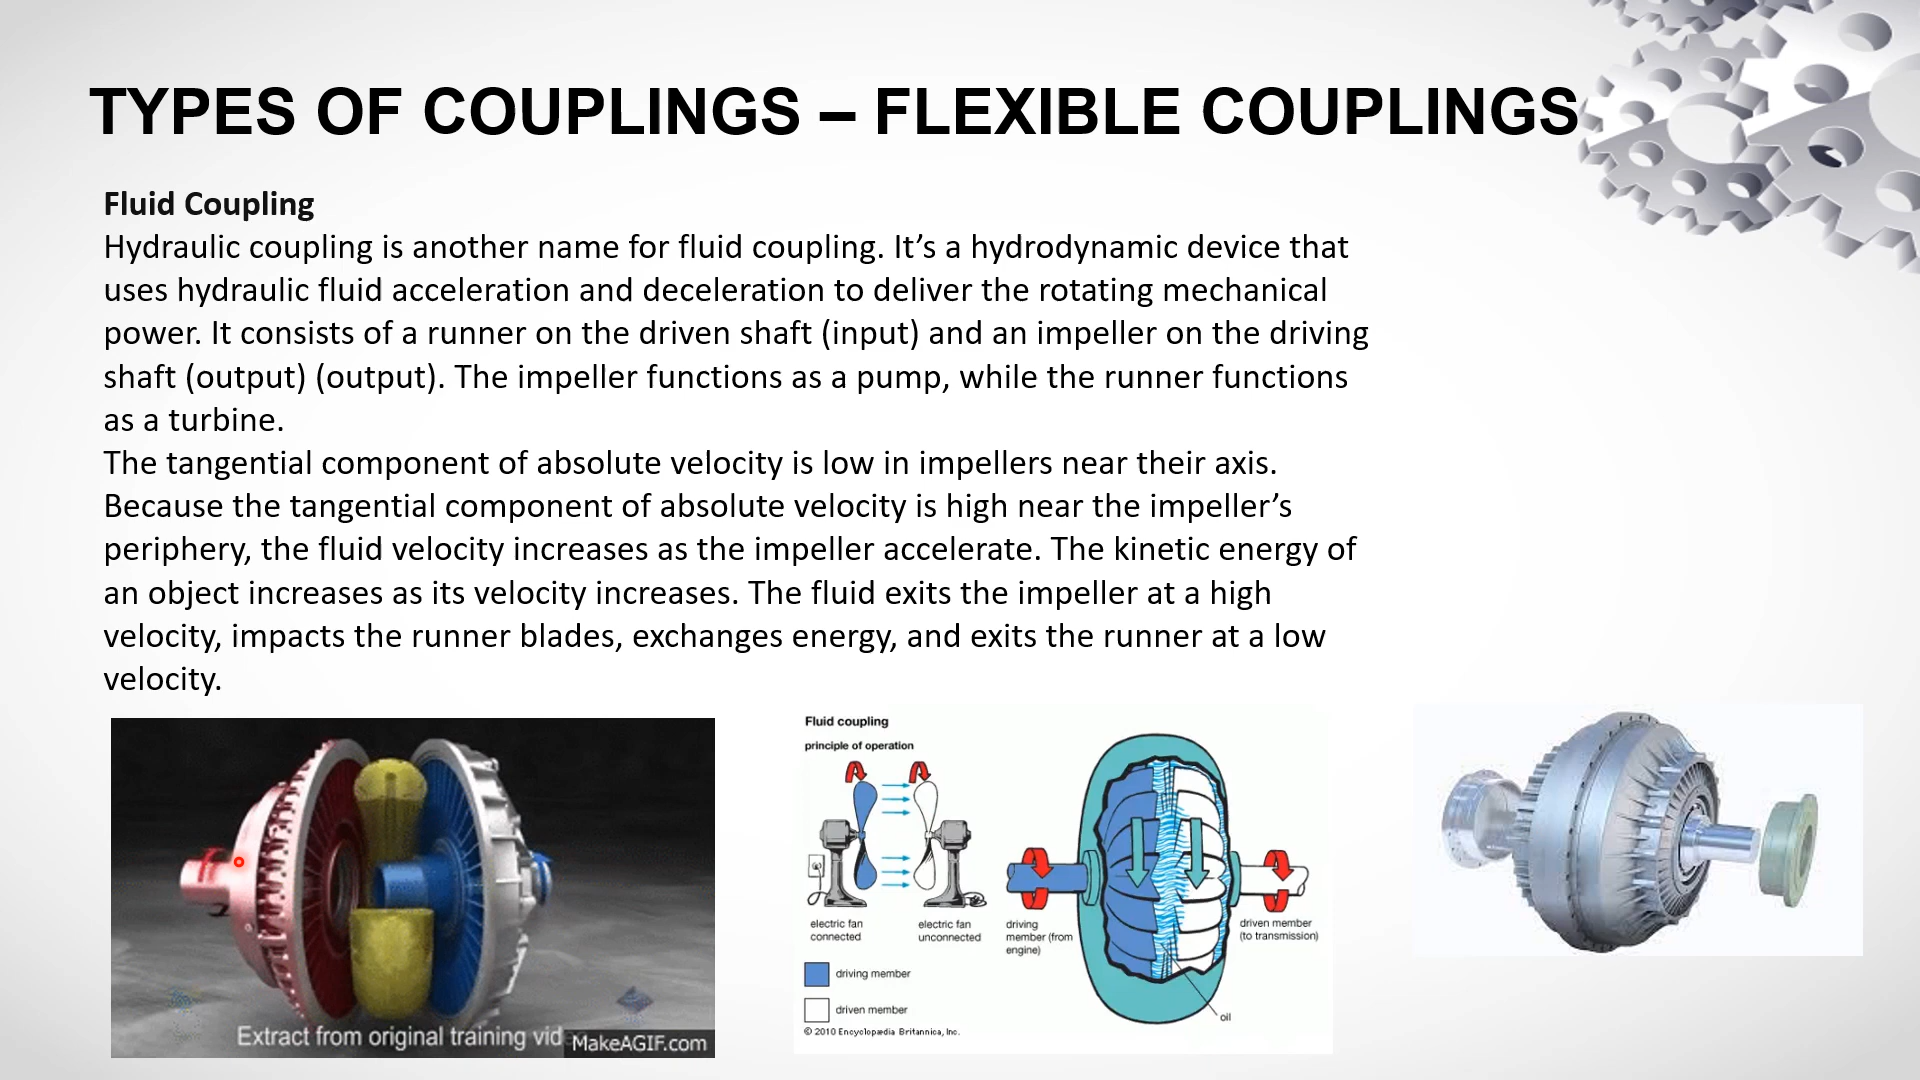 TYPES OF COUPLINGS – FLEXIBLE COUPLINGS
Fluid Coupling
Hydraulic coupling is another name for fluid coupling. It’s a hydrodynamic device that
uses hydraulic fluid acceleration and deceleration to deliver the rotating mechanical
power. It consists of a runner on the driven shaft (input) and an impeller on the driving
shaft (output) (output). The impeller functions as a pump, while the runner functions
as a turbine.
The tangential component of absolute velocity is low in impellers near their axis.
Because the tangential component of absolute velocity is high near the impeller’s
periphery, the fluid velocity increases as the impeller accelerate. The kinetic energy of
an object increases as its velocity increases. The fluid exits the impeller at a high
velocity, impacts the runner blades, exchanges energy, and exits the runner at a low
velocity.
Extract from original training vid
MakeAGIF.com
Fluid coupling
principle of operation
electric fan
connected
electric fan
unconnected
driving
member (from
engine)
driven member
(to transmission)
driving member
driven member
oil
© 2010 Encyclopædia Britannica, Inc.